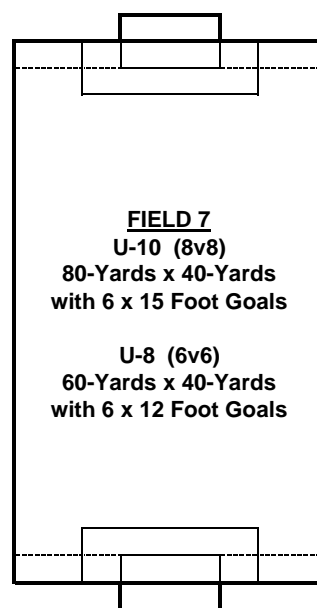 FIELD 7
U-10 (8v8)
80-Yards x 40-Yards
with 6 x 15 Foot Goals
U-8 (6v6)
60-Yards x 40-Yards
with 6 x 12 Foot Goals